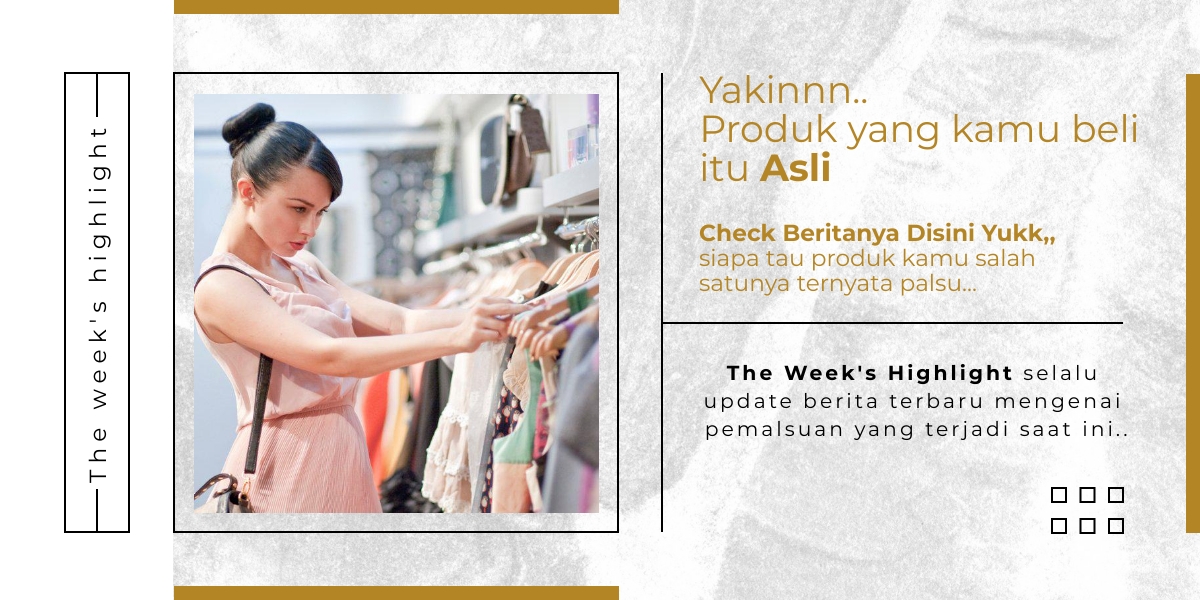 The week's highlight
Yakinnn..
Produk yang kamu beli
itu Asli
Check Beritanya Disini Yukk,,
siapa tau produk kamu salah
satunya ternyata palsu...
The Week's Highlight selalu
update berita terbaru mengenai
pemalsuan yang terjadi saat ini..